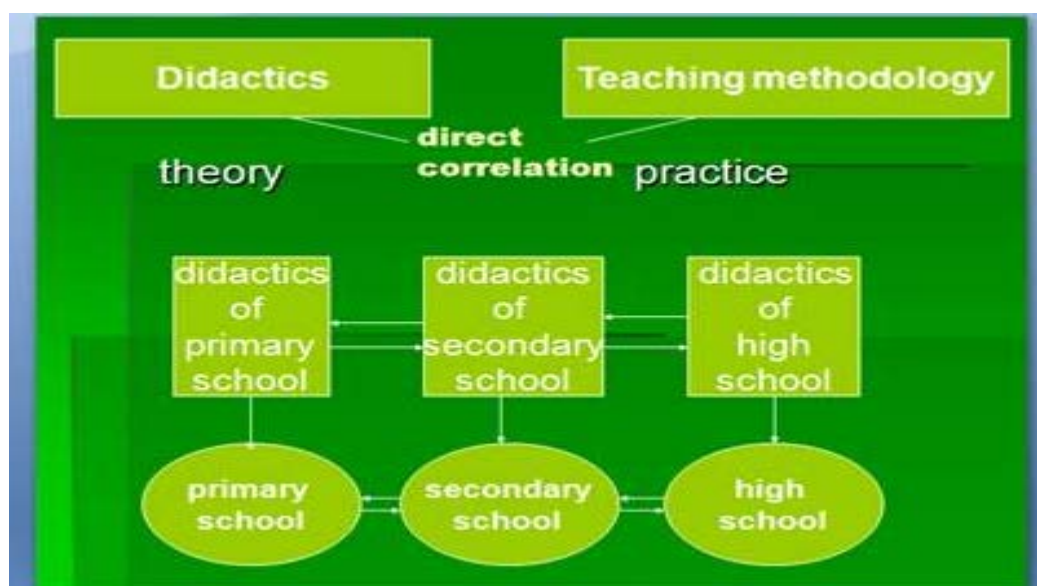 Didactics
Teaching methodology
direct
correlation
theory
practice
didactics
of
primary
school
didactics
of
secondary
school
didactics
of
high
school
primary
school
secondary
school
high
school